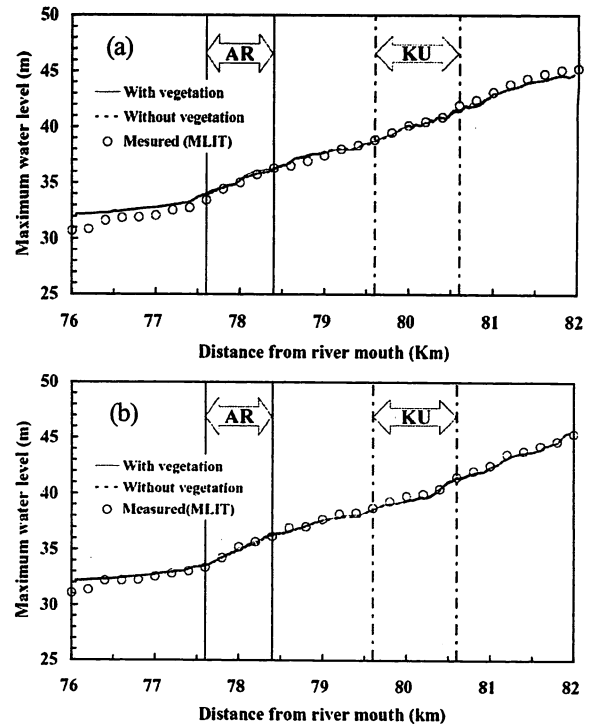 50
(a)
AR
KU
45
With vegetation
Without vegetation
Mesured (MLIT)
40
35
30
25
Maximum water level (m)
76 77 78 79 80 81 82
Distance from river mouth (Km)
50
(b)
AR
KU
45
With vegetation
Without vegetation
Measured(MLIT)
40
35
30
25
Maximum water level (m)
76 77 78 79 80 81 82
Distance from river mouth (km)